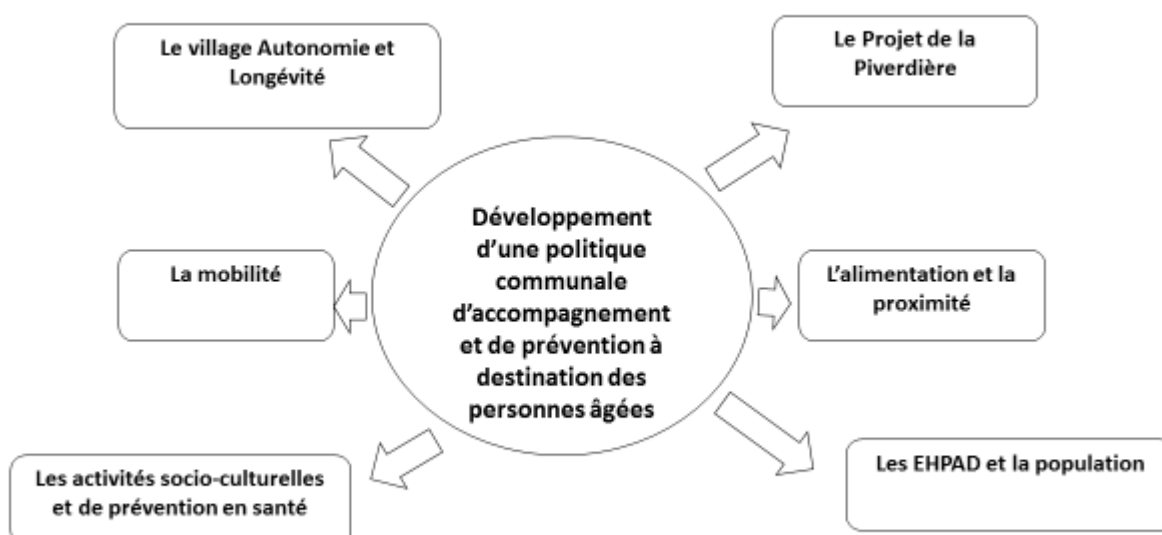 Le village Autonomie et
Longévité
Le Projet de la
Piverdière
Développement
d'une politique
communale
d'accompagnement
et de prévention à
destination des
personnes âgées
La mobilité
L'alimentation et la
proximité
Les activités socio-culturelles
et de prévention en santé
Les EHPAD et la population